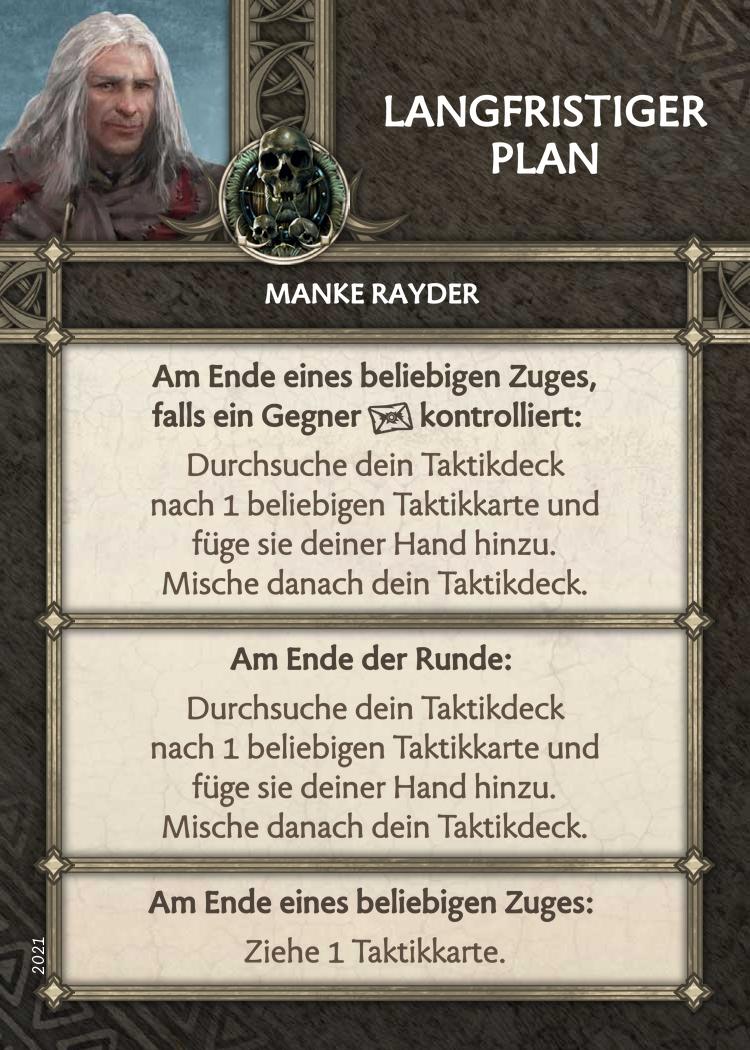 LANGFRISTIGER
PLAN
MANKE RAYDER
Am Ende eines beliebigen Zuges,
falls ein Gegner kontrolliert:
Durchsuche dein Taktikdeck
nach 1 beliebigen Taktikkarte und
füge sie deiner Hand hinzu.
Mische danach dein Taktikdeck.
Am Ende der Runde:
Durchsuche dein Taktikdeck
nach 1 beliebigen Taktikkarte und
füge sie deiner Hand hinzu.
Mische danach dein Taktikdeck.
Am Ende eines beliebigen Zuges:
Ziehe 1 Taktikkarte.
2021